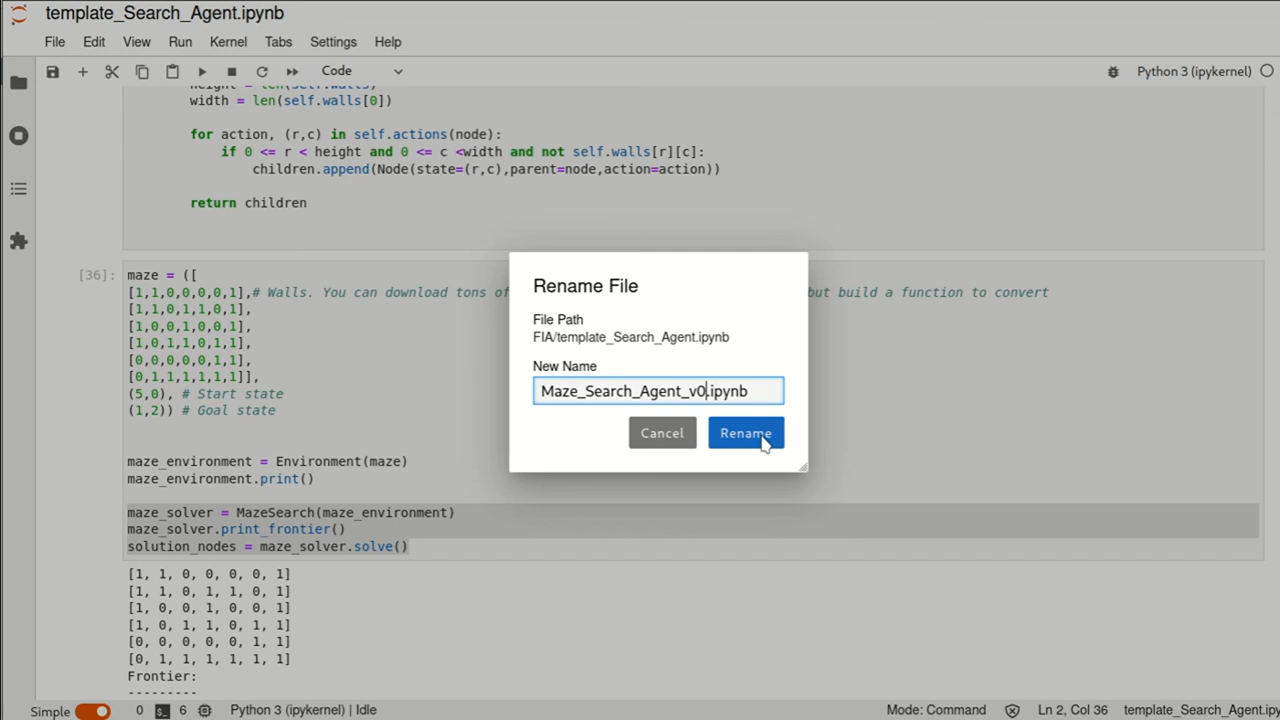 template_Search_Agent.ipynb
File Edit View Run Kernel Tabs Settings Help
Code
Python 3 (ipykernel)
height = len(self.walls)
width = len(self.walls[0])
for action, (r,c) in self.actions(node):
if 0 <= r < height and 0 <= c <width and not self.walls[r][c]:
children.append(Node(state=(r,c),parent=node,action=action))
return children
[36]:
maze = ([
[1,1,0,0,0,0,1],# Walls. You can download tons of
but build a function to convert
[1,1,0,1,1,0,1],
[1,0,0,1,0,0,1],
[1,0,1,1,0,1,1],
[0,0,0,0,0,1,1],
[0,1,1,1,1,1,1]],
(5,0), # Start state
(1,2)) # Goal state
maze_environment = Environment(maze)
maze_environment.print()
maze_solver = MazeSearch(maze_environment)
maze_solver.print_frontier()
solution_nodes = maze_solver.solve()
[1, 1, 0, 0, 0, 0, 1]
[1, 1, 0, 1, 1, 0, 1]
[1, 0, 0, 1, 0, 0, 1]
[1, 0, 1, 1, 0, 1, 1]
[0, 0, 0, 0, 0, 1, 1]
[0, 1, 1, 1, 1, 1, 1]
Frontier:
---------
Rename File
File Path
FIA/template_Search_Agent.ipynb
New Name
Maze_Search_Agent_v0.ipynb
Cancel
Rename
Simple
0
6
Python 3 (ipykernel) | Idle
Mode: Command
Ln 2, Col 36
template_Search_Agent.ipy